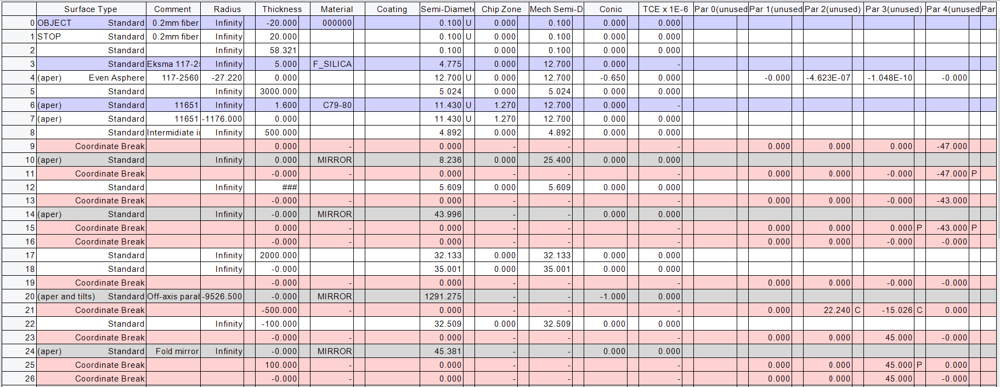 Surface Type Comment Radius Thickness Material Coating Semi-Diamete Chip Zone Mech Semi-D Conic TCE x 1E-6 Par 0(unused Par 1(unused Par 2(unused) Par 3(unused) Par 4(unused Par
0 OBJECT Standard 0.2mm fiber Infinity -20.000 000000 0.100 U 0.000 0.100 0.000 0.000
1 STOP Standard 0.2mm fiber Infinity 20.000 0.100 U 0.000 0.100 0.000 0.000
2 Standard Infinity 58.321 0.100 0.000 0.100 0.000 0.000
3 Standard Eksma 117-2 Infinity 5.000 F_SILICA 4.775 0.000 12.700 0.000 -
4 (aper) Even Asphere 117-2560 -27.220 0.000 12.700 U 0.000 12.700 -0.650 0.000 -0.000 -4.623E-07 -1.048E-10 -0.000
5 Standard Infinity 3000.000 5.024 0.000 5.024 0.000 0.000
6 (aper) Standard 11651 Infinity 1.600 C79-80 11.430 U 1.270 12.700 0.000 -
7 (aper) Standard 11651 -1176.000 0.000 11.430 U 1.270 12.700 0.000 0.000
8 Standard Intermidiate i Infinity 500.000 4.892 0.000 4.892 0.000 0.000
9 Coordinate Break 0.000 - 0.000 - - - 0.000 0.000 0.000 -47.000
10 (aper) Standard Infinity 0.000 MIRROR 8.236 0.000 25.400 0.000 0.000
11 Coordinate Break -0.000 - 0.000 - - - 0.000 0.000 -0.000 -47.000 P
12 Standard Infinity ### 5.609 0.000 5.609 0.000 0.000
13 Coordinate Break -0.000 - 0.000 - - - 0.000 0.000 -0.000 -43.000
14 (aper) Standard Infinity -0.000 MIRROR 43.996 - - 0.000 0.000
15 Coordinate Break 0.000 - 0.000 - - - 0.000 0.000 0.000 P -43.000 P
16 Coordinate Break -0.000 - 0.000 - - - 0.000 0.000 -0.000 -0.000
17 Standard Infinity 2000.000 32.133 0.000 32.133 0.000 0.000
18 Standard Infinity -0.000 35.001 0.000 35.001 0.000 0.000
19 Coordinate Break -0.000 - 0.000 - - - 0.000 0.000 -0.000 -0.000
20 (aper and tilts) Standard Off-axis paral -9526.500 -0.000 MIRROR 1291.275 - - -1.000 0.000
21 Coordinate Break -500.000 - 0.000 - - - 0.000 22.240 C -15.026 C 0.000
22 Standard Infinity -100.000 32.509 0.000 32.509 0.000 0.000
23 Coordinate Break -0.000 - 0.000 - - - 0.000 0.000 45.000 -0.000
24 (aper) Standard Fold mirror Infinity -0.000 MIRROR 45.381 - - 0.000 0.000
25 Coordinate Break 100.000 - 0.000 - - - 0.000 0.000 45.000 P 0.000
26 Coordinate Break -0.000 - 0.000 - - - 0.000 0.000 45.000 -0.000